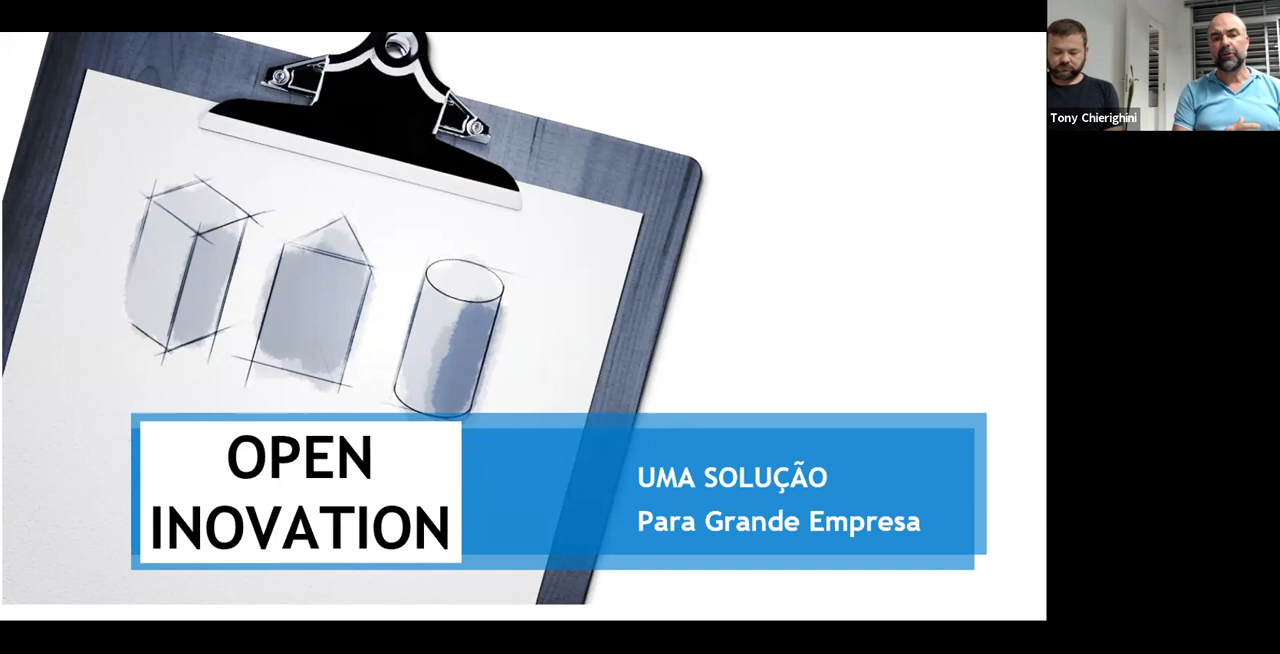 OPEN
INOVATION
UMA SOLUÇÃO
Para Grande Empresa
Tony Chierighini